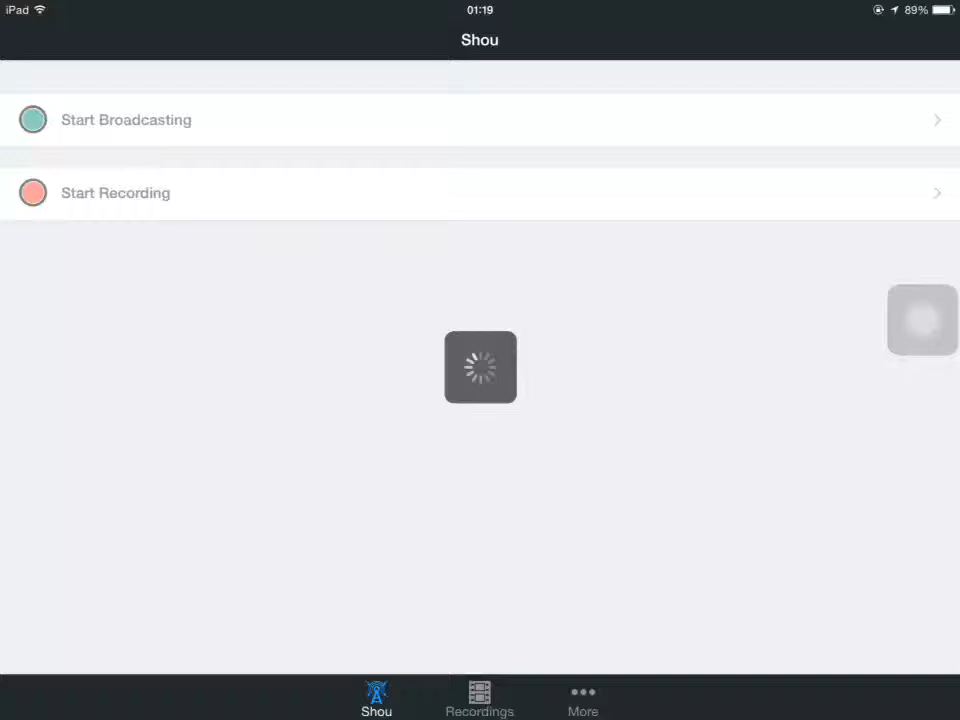 iPad 01:19 89%
Shou
Start Broadcasting
Start Recording
Shou Recordings More